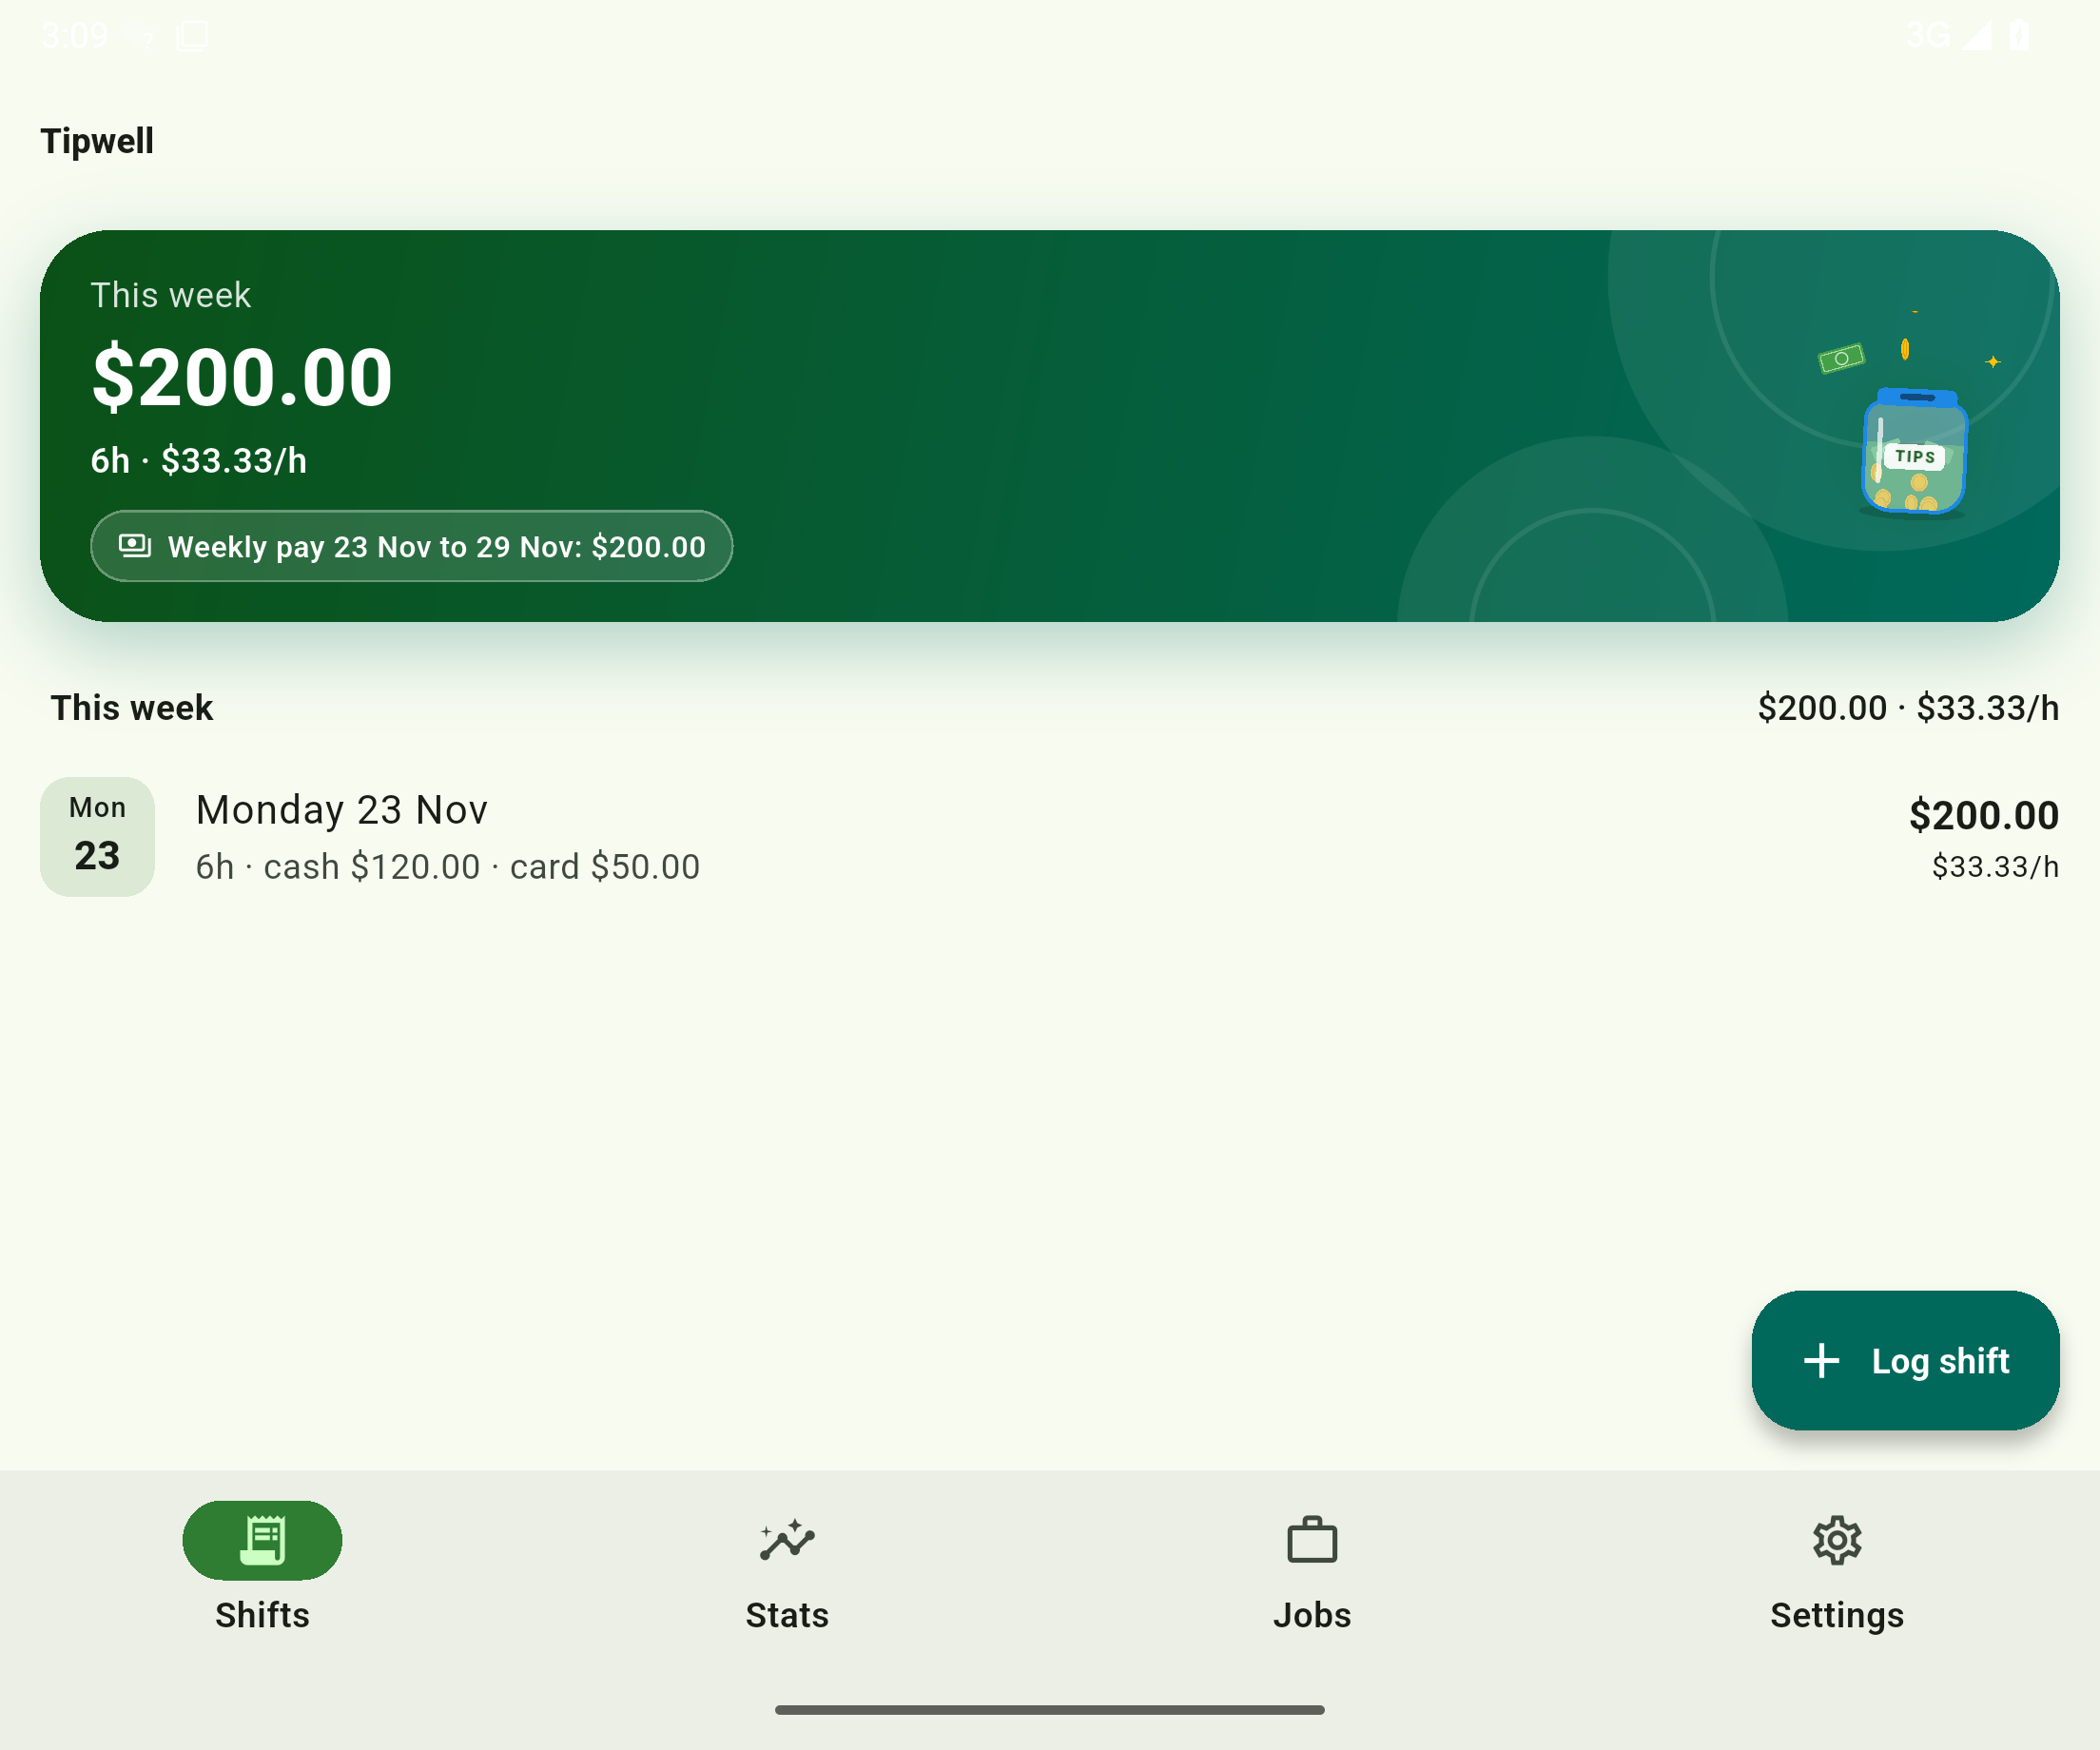 3:09
3G
Tipwell
This week
$200.00
6h · $33.33/h
Weekly pay 23 Nov to 29 Nov: $200.00
TIPS
This week
$200.00 · $33.33/h
Mon
23
Monday 23 Nov
6h · cash $120.00 · card $50.00
$200.00
$33.33/h
Log shift
Shifts
Stats
Jobs
Settings